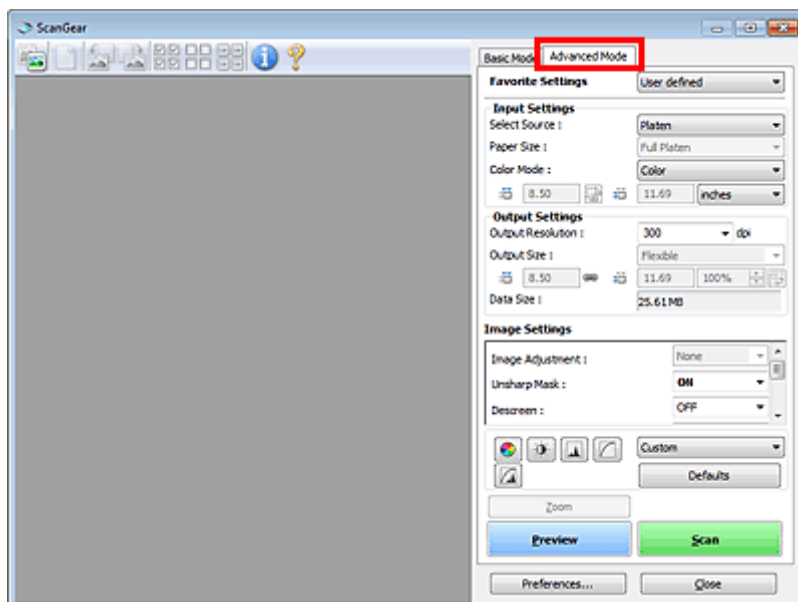 ScanGear
Basic Mode Advanced Mode
Favorite Settings User defined
Input Settings
Select Source : Platen
Paper Size : Full Platen
Color Mode : Color
8.50 11.69 inches
Output Settings
Output Resolution : 300 dpi
Output Size : Flexible
8.50 11.69 100%
Data Size : 25.61MB
Image Settings
Image Adjustment : None
Unsharp Mask : ON
Descreen : OFF
Custom
Defaults
Zoom
Preview Scan
Preferences... Close